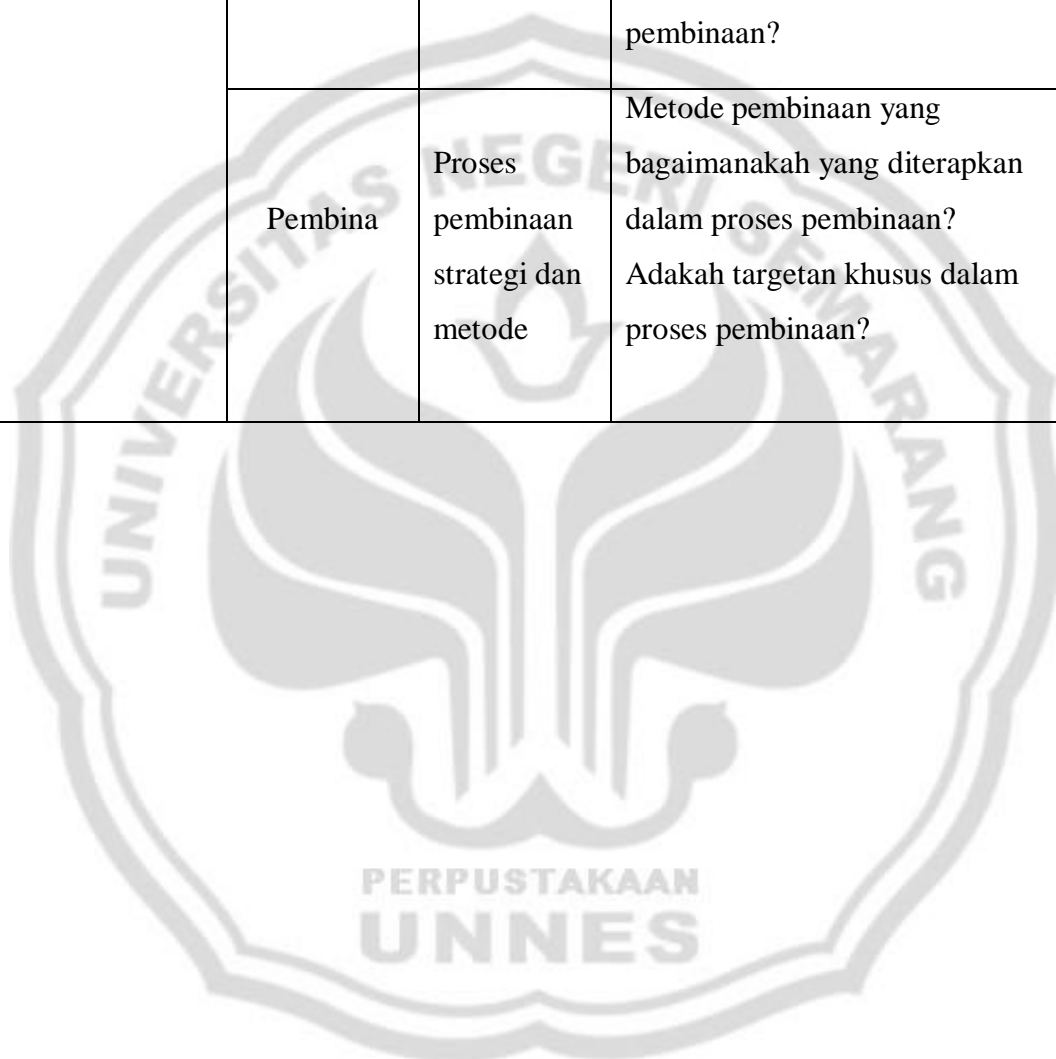 pembinaan?
Pembina
Proses
pembinaan
strategi dan
metode
Metode pembinaan yang
bagaimanakah yang diterapkan
dalam proses pembinaan?
Adakah targetan khusus dalam
proses pembinaan?
UNIVERSITAS NEGERI SEMARANG
PERPUSTAKAAN
UNNES